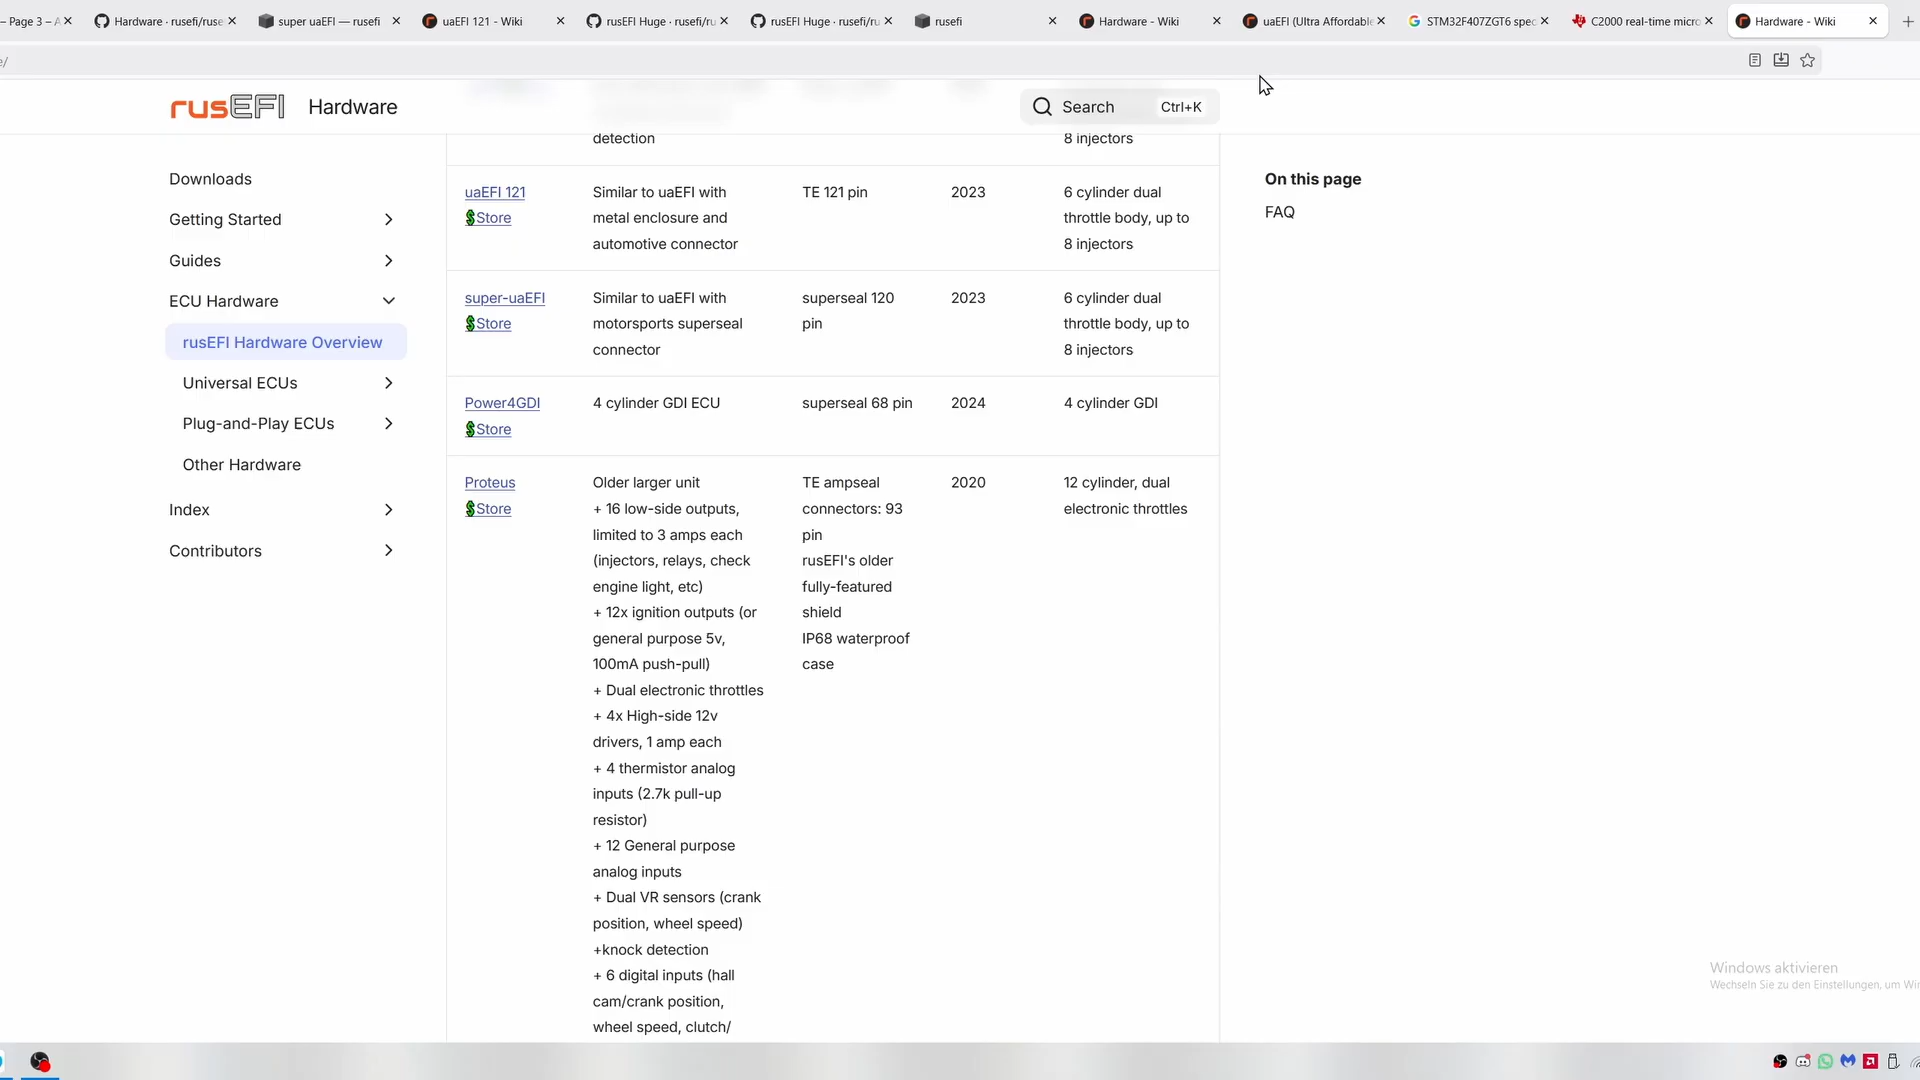 – Page 3 – A
Hardware · rusefi/ruse
super uaEFI — rusefi
uaEFI 121 - Wiki
rusEFI Huge · rusefi/ru
rusEFI Huge · rusefi/ru
rusefi
Hardware - Wiki
uaEFI (Ultra Affordable
STM32F407ZGT6 spec
C2000 real-time micro
Hardware - Wiki
e/
rusEFI
Hardware
Search
Ctrl+K
Downloads
Getting Started
Guides
ECU Hardware
rusEFI Hardware Overview
Universal ECUs
Plug-and-Play ECUs
Other Hardware
Index
Contributors
detection
8 injectors
uaEFI 121
$Store
Similar to uaEFI with
metal enclosure and
automotive connector
TE 121 pin
2023
6 cylinder dual
throttle body, up to
8 injectors
super-uaEFI
$Store
Similar to uaEFI with
motorsports superseal
connector
superseal 120
pin
2023
6 cylinder dual
throttle body, up to
8 injectors
Power4GDI
$Store
4 cylinder GDI ECU
superseal 68 pin
2024
4 cylinder GDI
Proteus
$Store
Older larger unit
+ 16 low-side outputs,
limited to 3 amps each
(injectors, relays, check
engine light, etc)
+ 12x ignition outputs (or
general purpose 5v,
100mA push-pull)
+ Dual electronic throttles
+ 4x High-side 12v
drivers, 1 amp each
+ 4 thermistor analog
inputs (2.7k pull-up
resistor)
+ 12 General purpose
analog inputs
+ Dual VR sensors (crank
position, wheel speed)
+knock detection
+ 6 digital inputs (hall
cam/crank position,
wheel speed, clutch/
TE ampseal
connectors: 93
pin
rusEFI's older
fully-featured
shield
IP68 waterproof
case
2020
12 cylinder, dual
electronic throttles
On this page
FAQ
Windows aktivieren
Wechseln Sie zu den Einstellungen, um Win